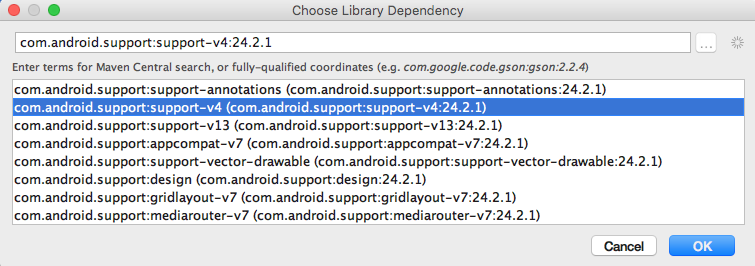 Choose Library Dependency
com.android.support:support-v4:24.2.1
...
Enter terms for Maven Central search, or fully-qualified coordinates (e.g. com.google.code.gson:gson:2.2.4)
com.android.support:support-annotations (com.android.support:support-annotations:24.2.1)
com.android.support:support-v4 (com.android.support:support-v4:24.2.1)
com.android.support:support-v13 (com.android.support:support-v13:24.2.1)
com.android.support:appcompat-v7 (com.android.support:appcompat-v7:24.2.1)
com.android.support:support-vector-drawable (com.android.support:support-vector-drawable:24.2.1)
com.android.support:design (com.android.support:design:24.2.1)
com.android.support:gridlayout-v7 (com.android.support:gridlayout-v7:24.2.1)
com.android.support:mediarouter-v7 (com.android.support:mediarouter-v7:24.2.1)
Cancel
OK